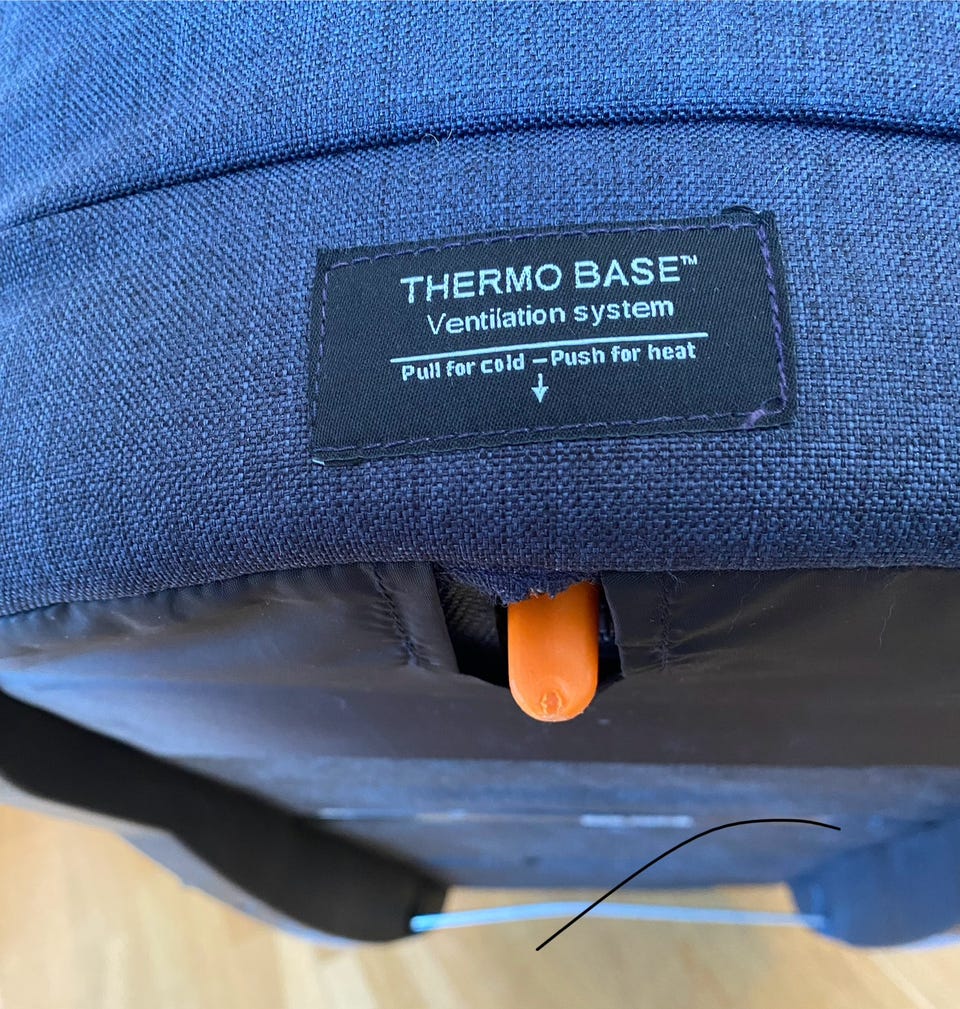 THERMO BASE™
Ventilation system
Pull for cold – Push for heat